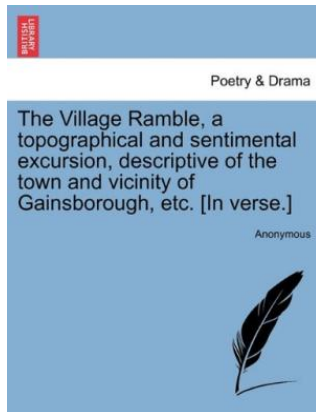 BRITISH
LIBRARY
Poetry & Drama
The Village Ramble, a
topographical and sentimental
excursion, descriptive of the
town and vicinity of
Gainsborough, etc. [In verse.]
Anonymous